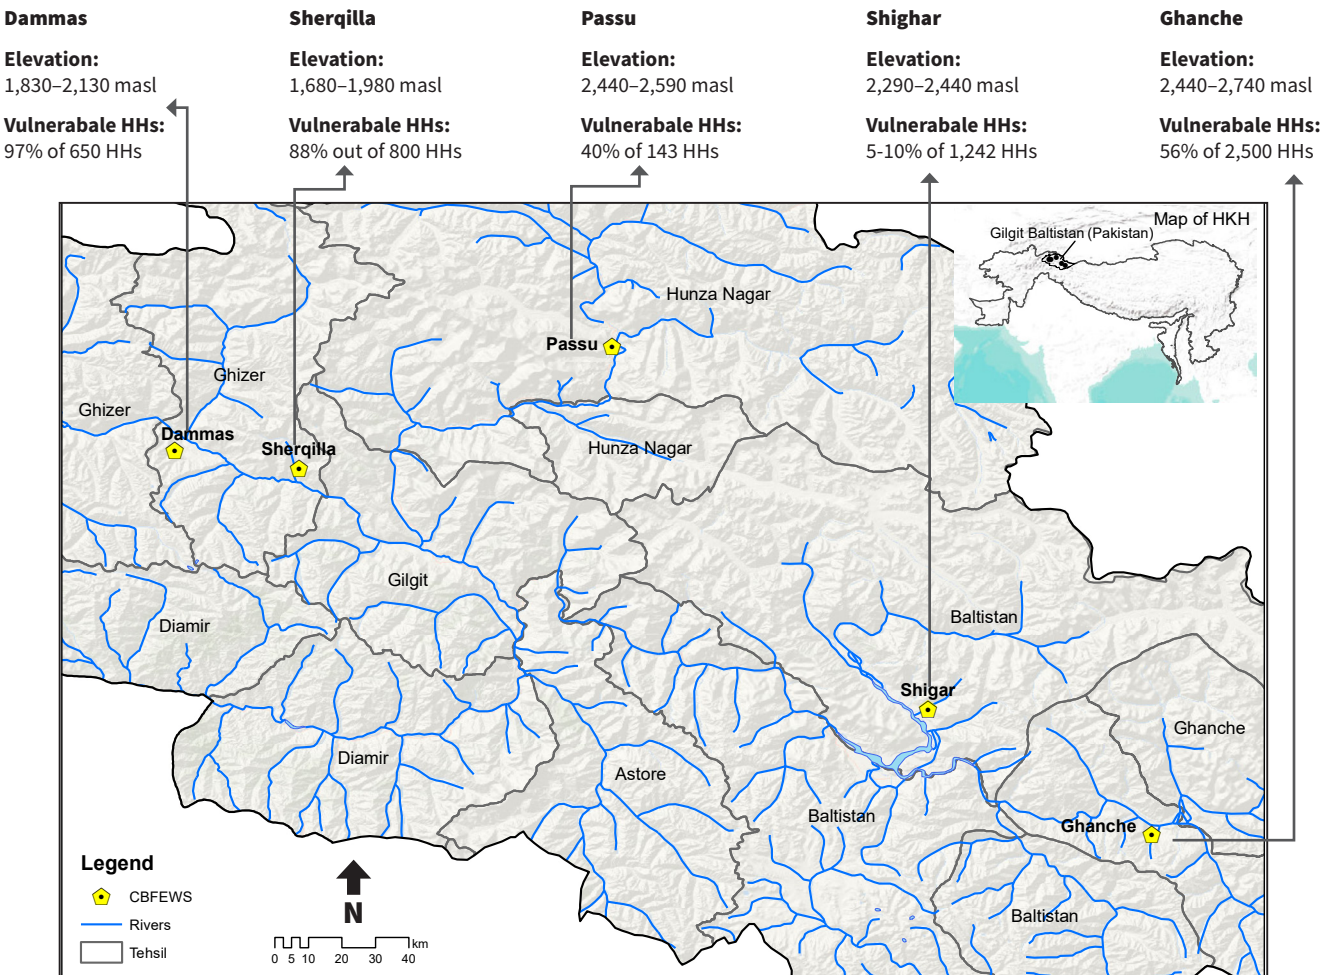 Dammas
Elevation:
1,830–2,130 masl
Vulnerabale HHs:
97% of 650 HHs
Sherqilla
Elevation:
1,680–1,980 masl
Vulnerabale HHs:
88% out of 800 HHs
Passu
Elevation:
2,440–2,590 masl
Vulnerabale HHs:
40% of 143 HHs
Shighar
Elevation:
2,290–2,440 masl
Vulnerabale HHs:
5-10% of 1,242 HHs
Ghanche
Elevation:
2,440–2,740 masl
Vulnerabale HHs:
56% of 2,500 HHs
Map of HKH
Gilgit Baltistan (Pakistan)
Hunza Nagar
Passu
Ghizer
Ghizer
Dammas
Sherqilla
Hunza Nagar
Gilgit
Diamir
Baltistan
Shigar
Ghanche
Diamir
Astore
Baltistan
Ghanche
Baltistan
Legend
CBFEWS
Rivers
Tehsil
N
km
0 5 10 20 30 40